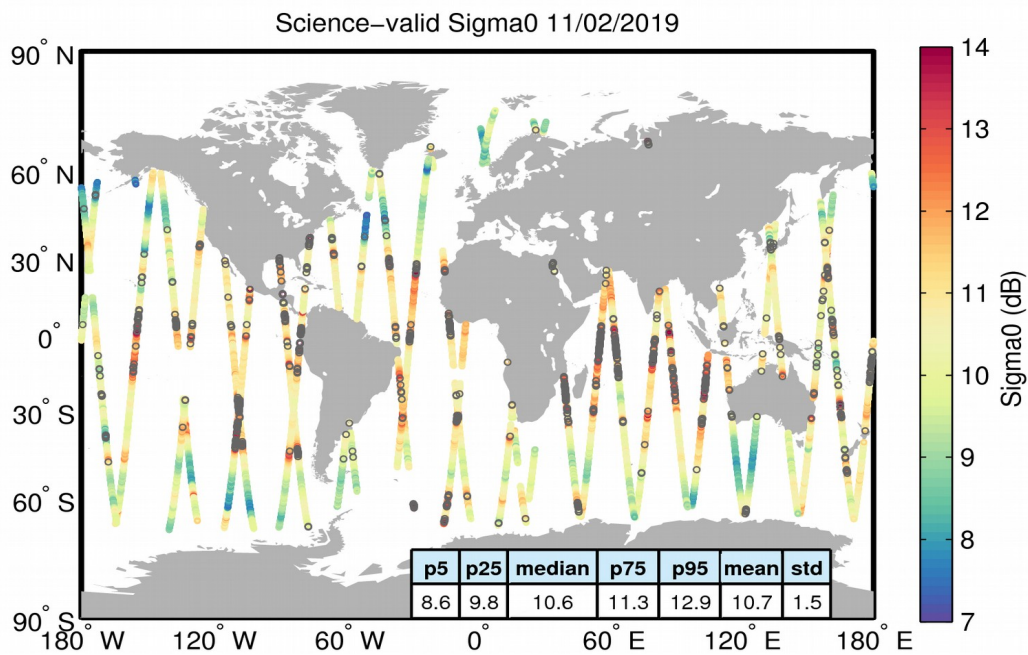 Science−valid Sigma0 11/02/2019
90° N
60° N
30° N
0°
30° S
60° S
90° S
180° W
120° W
60° W
0°
60° E
120° E
180° E
p5 p25 median p75 p95 mean std
8.6 9.8 10.6 11.3 12.9 10.7 1.5
14
13
12
11
10
9
8
7
Sigma0 (dB)